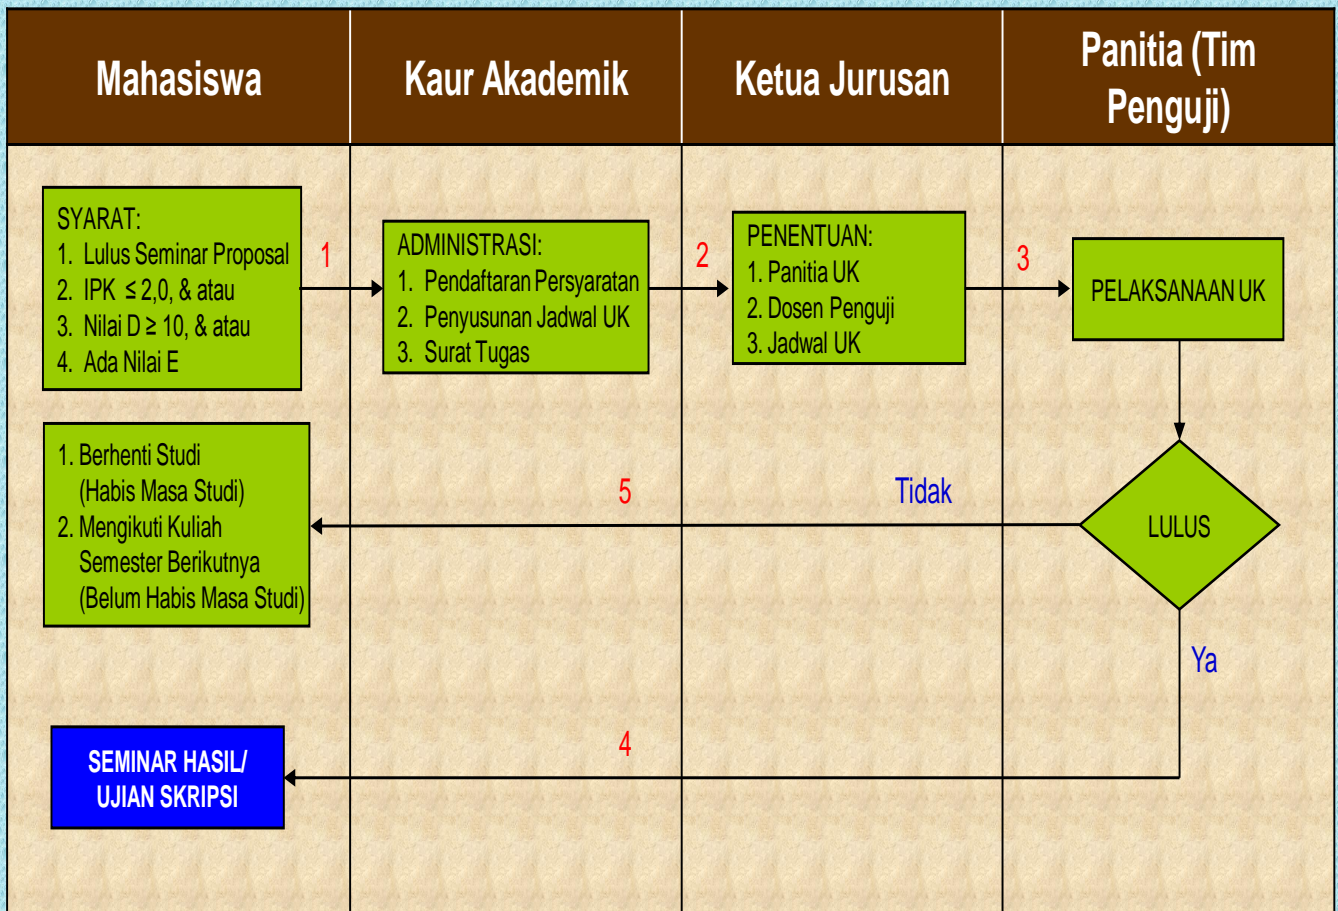 Mahasiswa
Kaur Akademik
Ketua Jurusan
Panitia (Tim
Penguji)
SYARAT:
1. Lulus Seminar Proposal
2. IPK ≤ 2,0, & atau
3. Nilai D ≥ 10, & atau
4. Ada Nilai E
1
ADMINISTRASI:
1. Pendaftaran Persyaratan
2. Penyusunan Jadwal UK
3. Surat Tugas
2
PENENTUAN:
1. Panitia UK
2. Dosen Penguji
3. Jadwal UK
3
PELAKSANAAN UK
1. Berhenti Studi
(Habis Masa Studi)
2. Mengikuti Kuliah
Semester Berikutnya
(Belum Habis Masa Studi)
5
Tidak
LULUS
Ya
SEMINAR HASIL/
UJIAN SKRIPSI
4